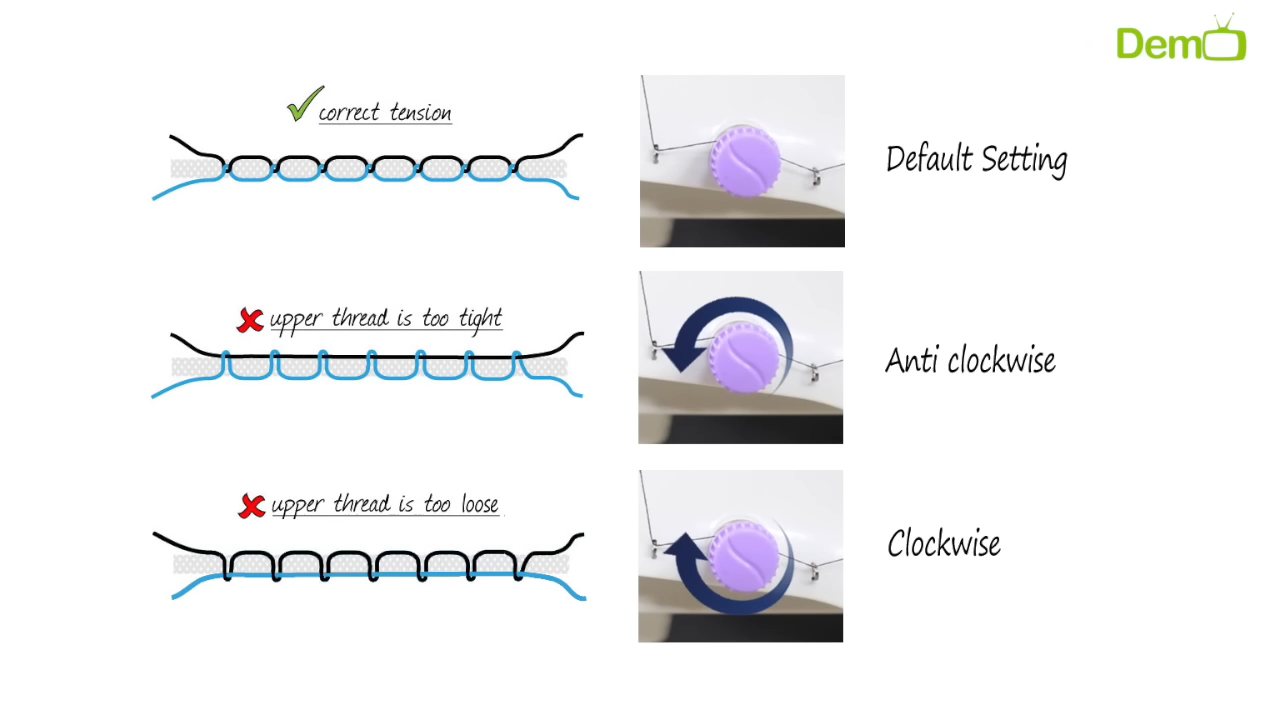 Demo
correct tension
Default Setting
upper thread is too tight
Anti clockwise
upper thread is too loose
Clockwise